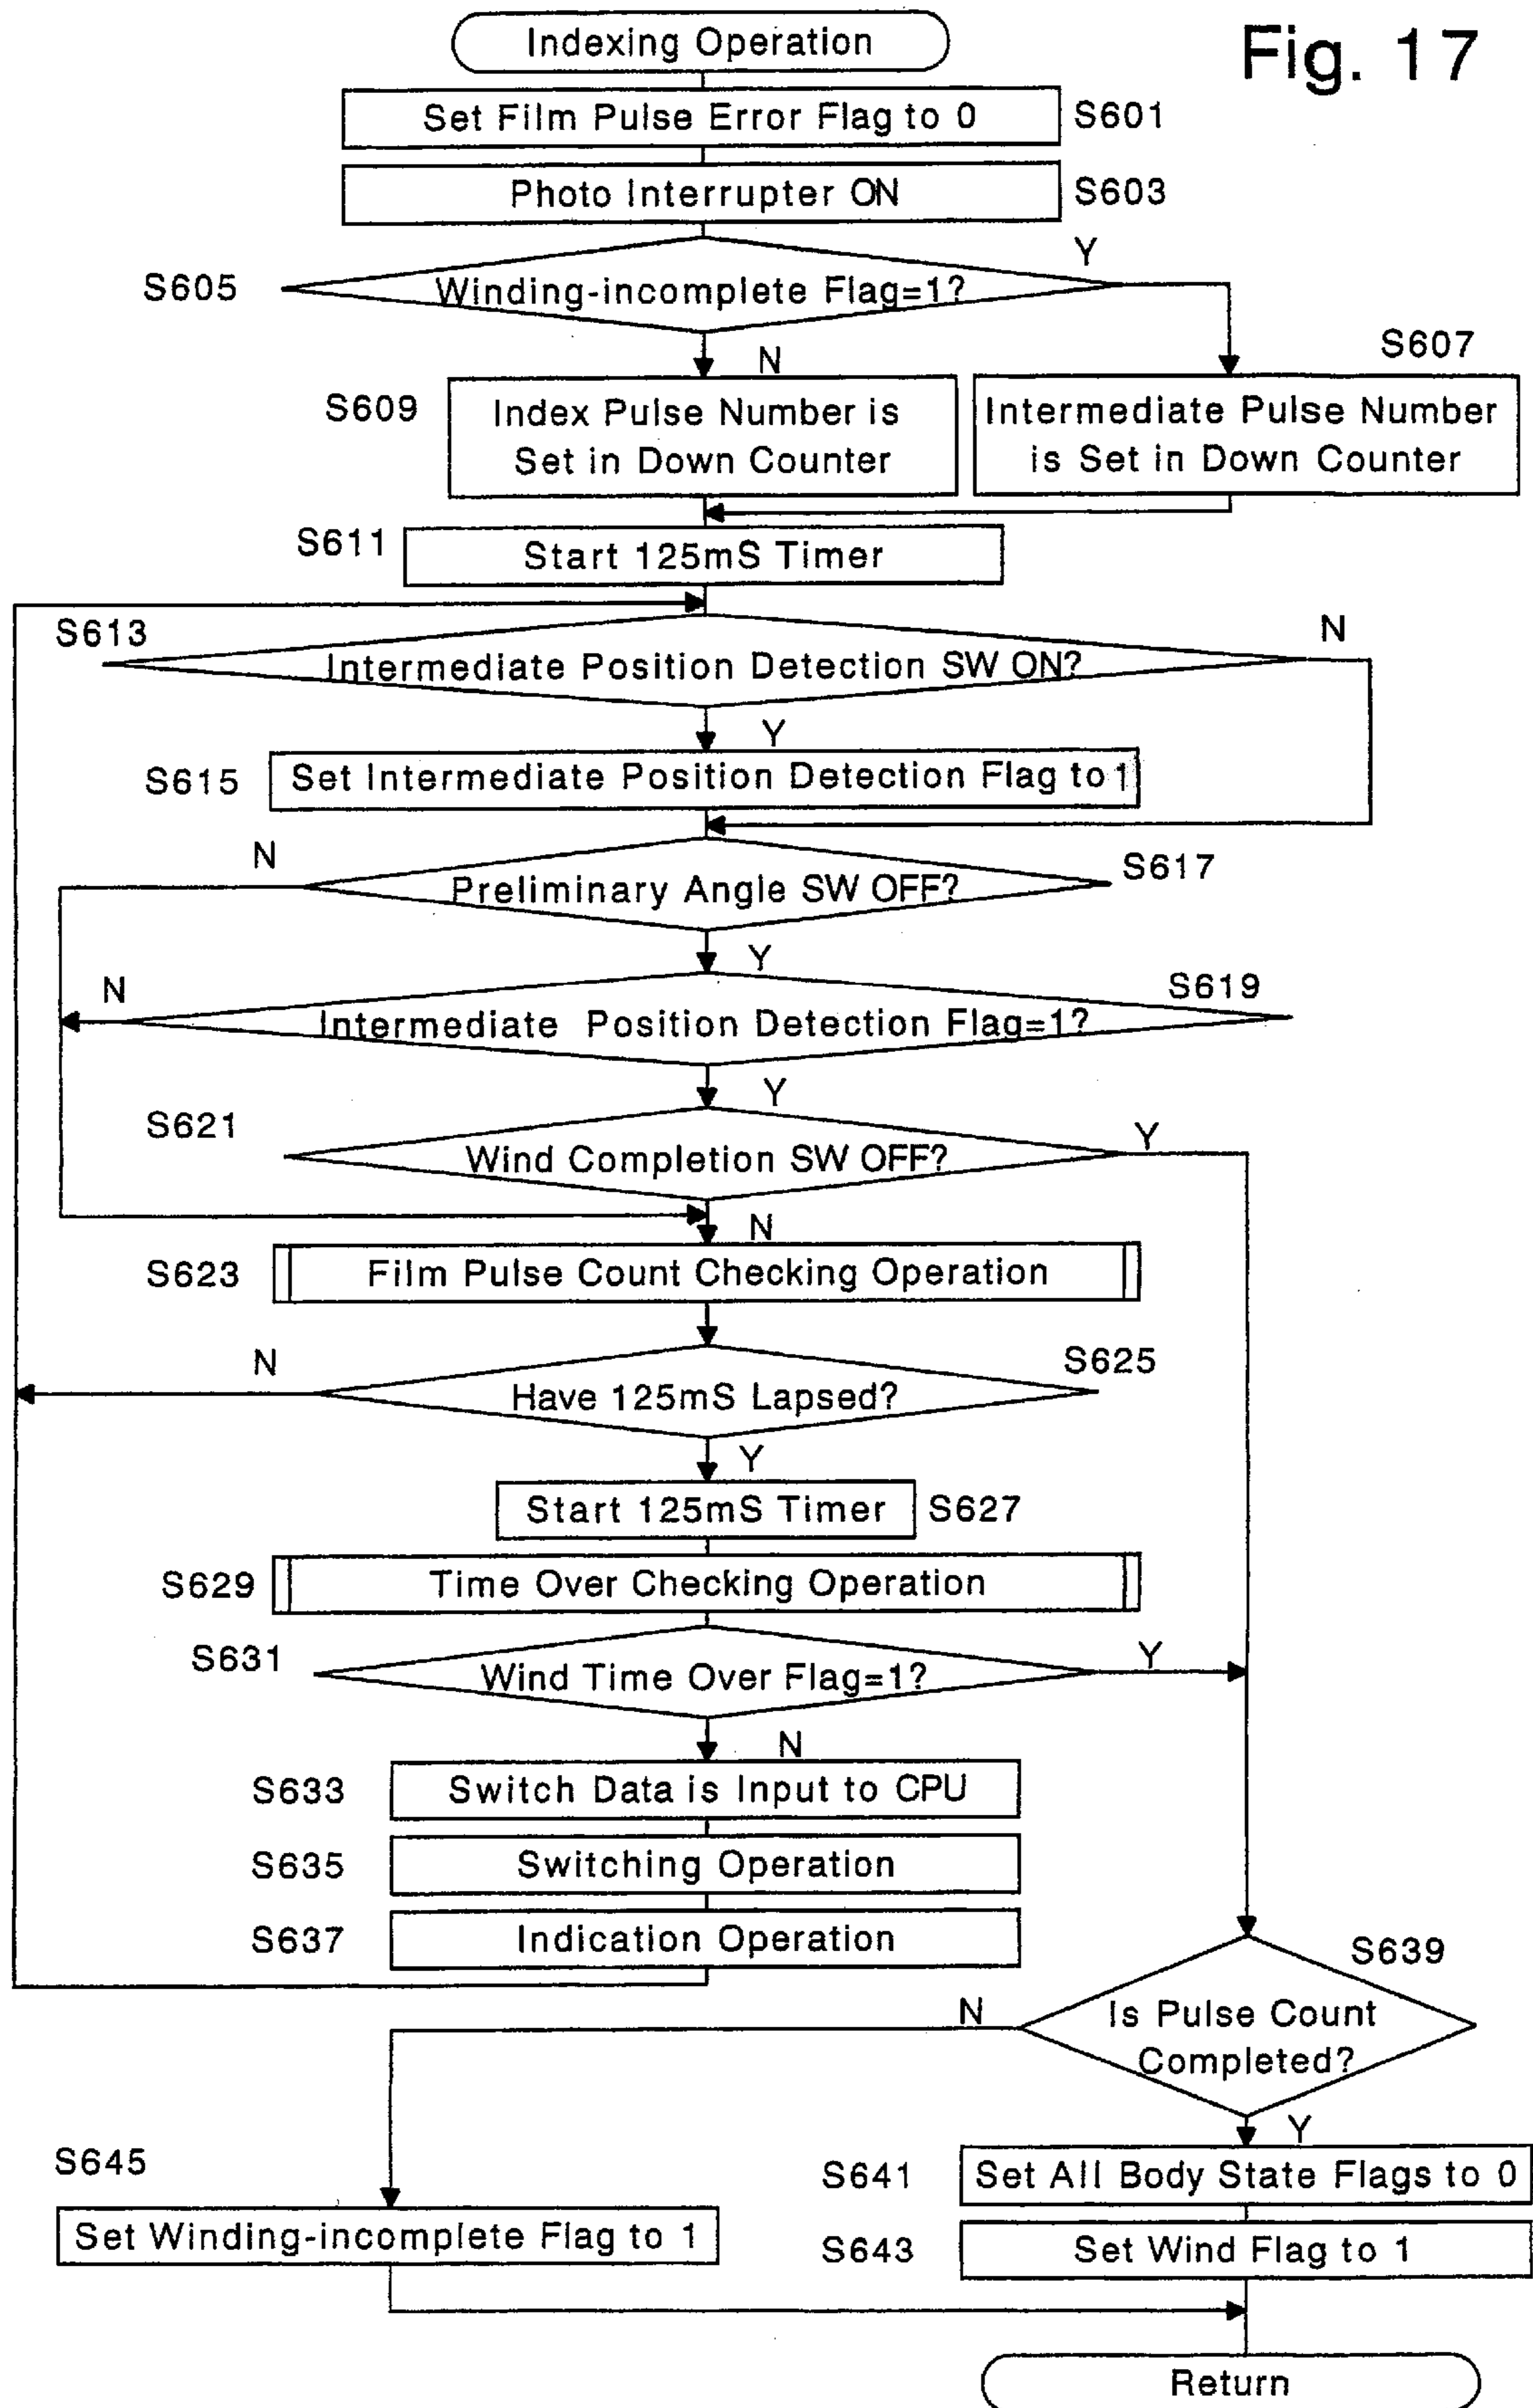 Fig. 17
Indexing Operation
Set Film Pulse Error Flag to 0
S601
Photo Interrupter ON
S603
Y
S605
Winding-incomplete Flag=1?
S607
N
S609
Index Pulse Number is
Set in Down Counter
Intermediate Pulse Number
is Set in Down Counter
S611
Start 125mS Timer
S613
N
Intermediate Position Detection SW ON?
Y
S615
Set Intermediate Position Detection Flag to 1
N
S617
Preliminary Angle SW OFF?
Y
N
S619
Intermediate Position Detection Flag=1?
Y
S621
Y
Wind Completion SW OFF?
N
S623
Film Pulse Count Checking Operation
N
S625
Have 125mS Lapsed?
Y
Start 125mS Timer
S627
S629
Time Over Checking Operation
S631
Y
Wind Time Over Flag=1?
N
S633
Switch Data is Input to CPU
S635
Switching Operation
S637
Indication Operation
S639
N
Is Pulse Count
Completed?
Y
S645
S641
Set All Body State Flags to 0
Set Winding-incomplete Flag to 1
S643
Set Wind Flag to 1
Return